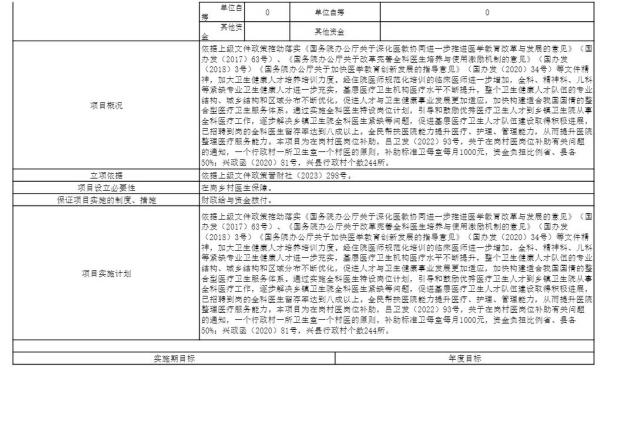 单位自筹 0 单位自筹 0
其他资金 其他资金
项目概况
依据上级文件政策推动落实《国务院办公厅关于深化医教协同进一步推进医学教育改革与发展的意见》（国
办发（2017）63号）、《国务院办公厅关于改革完善全科医生培养与使用激励机制的意见》（国办发
（2018）3号）《国务院办公厅关于加快医学教育创新发展的指导意见》（国办发（2020）34号）等文件精
神，加大卫生健康人才培养培训力度，经住院医师规范化培训的临床医师进一步增加，全科、精神科、儿科
等紧缺专业卫生健康人才进一步充实，基层医疗卫生机构医疗水平不断提升，整个卫生健康人才队伍的专业
结构、城乡结构和区域分布不断优化，促进人才与卫生健康事业发展更加适应，加快构建适合我国国情的整
合型医疗卫生服务体系，通过实施全科医生特设岗位计划，引导和鼓励优秀医疗卫生人才到乡镇卫生院从事
全科医疗工作，逐步解决乡镇卫生院全科医生紧缺等问题，促进基层医疗卫生人才队伍建设取得积极进展，
已招聘到岗的全科医生留存率达到八成以上。全民帮扶医院能力提升医疗、护理、管理能力，从而提升医院
整理医疗服务能力。本项目为在岗村医岗位补助，吕卫发（2022）93号，关于在岗村医岗位补助有关问题
的通知，一个行政村一所卫生室一个村医的原则，补助标准卫每室每月1000元，资金负担比例省、县各
50%；兴政函（2020）81号，兴县行政村个数244所。
立项依据 依据上级文件政策晋财社（2023）298号。
项目设立必要性 在岗乡村医生保障。
保证项目实施的制度、措施 财政给与资金拨付。
项目实施计划
依据上级文件政策推动落实《国务院办公厅关于深化医教协同进一步推进医学教育改革与发展的意见》（国
办发（2017）63号）、《国务院办公厅关于改革完善全科医生培养与使用激励机制的意见》（国办发
（2018）3号）《国务院办公厅关于加快医学教育创新发展的指导意见》（国办发（2020）34号）等文件精
神，加大卫生健康人才培养培训力度，经住院医师规范化培训的临床医师进一步增加，全科、精神科、儿科
等紧缺专业卫生健康人才进一步充实，基层医疗卫生机构医疗水平不断提升，整个卫生健康人才队伍的专业
结构、城乡结构和区域分布不断优化，促进人才与卫生健康事业发展更加适应，加快构建适合我国国情的整
合型医疗卫生服务体系，通过实施全科医生特设岗位计划，引导和鼓励优秀医疗卫生人才到乡镇卫生院从事
全科医疗工作，逐步解决乡镇卫生院全科医生紧缺等问题，促进基层医疗卫生人才队伍建设取得积极进展，
已招聘到岗的全科医生留存率达到八成以上。全民帮扶医院能力提升医疗、护理、管理能力，从而提升医院
整理医疗服务能力。本项目为在岗村医岗位补助，吕卫发（2022）93号，关于在岗村医岗位补助有关问题
的通知，一个行政村一所卫生室一个村医的原则，补助标准卫每室每月1000元，资金负担比例省、县各
50%；兴政函（2020）81号，兴县行政村个数244所。
实施期目标 年度目标